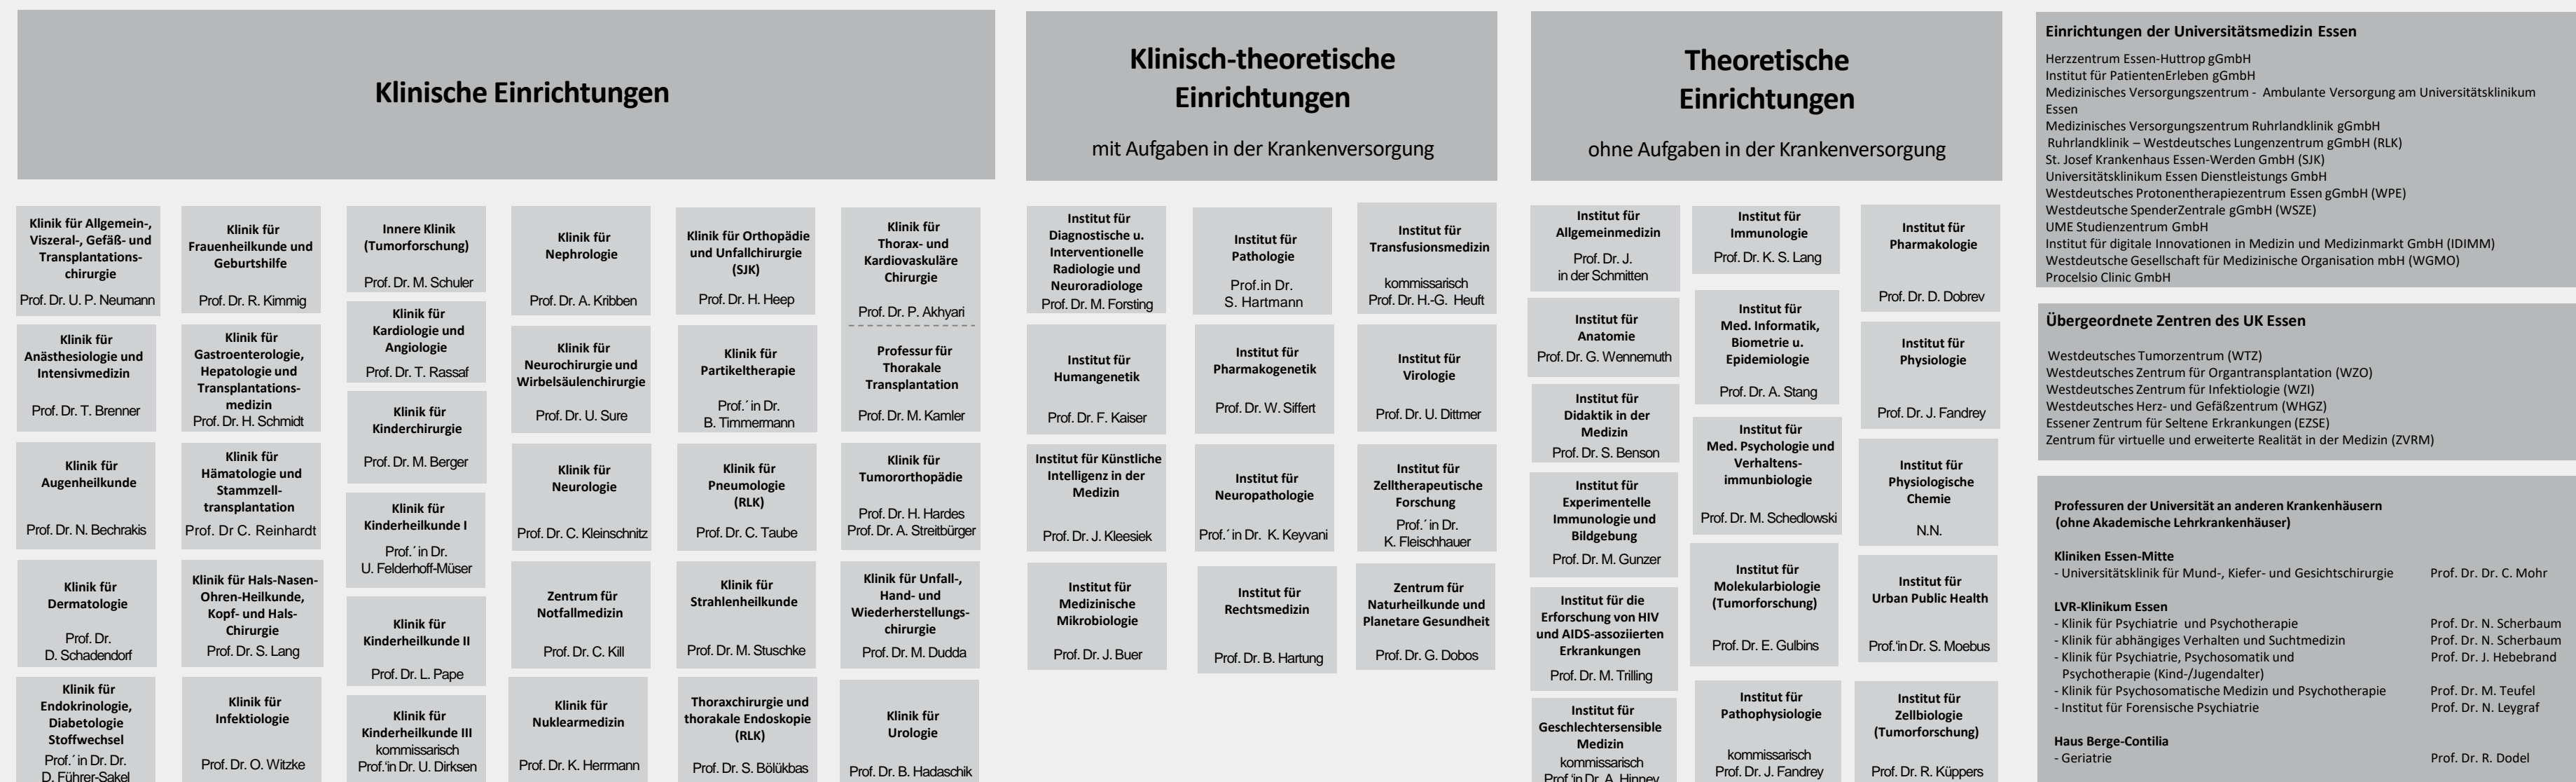 Klinische Einrichtungen
Klinik für Allgemein-,
Viszeral-, Gefäß- und
Transplantations-
chirurgie
Prof. Dr. U. P. Neumann
Klinik für
Anästhesiologie und
Intensivmedizin
Prof. Dr. T. Brenner
Klinik für
Augenheilkunde
Prof. Dr. N. Bechrakis
Klinik für
Dermatologie
Prof. Dr.
D. Schadendorf
Klinik für
Endokrinologie,
Diabetologie
Stoffwechsel
Prof.´ in Dr. Dr.
D. Führer-Sakel
Klinik für
Frauenheilkunde und
Geburtshilfe
Prof. Dr. R. Kimmig
Klinik für
Gastroenterologie,
Hepatologie und
Transplantations-
medizin
Prof. Dr. H. Schmidt
Klinik für
Hämatologie und
Stammzell-
transplantation
Prof. Dr C. Reinhardt
Klinik für Hals-Nasen-
Ohren-Heilkunde,
Kopf- und Hals-
Chirurgie
Prof. Dr. S. Lang
Klinik für
Infektiologie
Prof. Dr. O. Witzke
Innere Klinik
(Tumorforschung)
Prof. Dr. M. Schuler
Klinik für
Kardiologie und
Angiologie
Prof. Dr. T. Rassaf
Klinik für
Kinderchirurgie
Prof. Dr. M. Berger
Klinik für
Kinderheilkunde I
Prof.´ in Dr.
U. Felderhoff-Müser
Klinik für
Kinderheilkunde II
Prof. Dr. L. Pape
Klinik für
Kinderheilkunde III
kommissarisch
Prof.'in Dr. U. Dirksen
Klinik für
Nephrologie
Prof. Dr. A. Kribben
Klinik für
Neurochirurgie und
Wirbelsäulenchirurgie
Prof. Dr. U. Sure
Klinik für
Neurologie
Prof. Dr. C. Kleinschnitz
Zentrum für
Notfallmedizin
Prof. Dr. C. Kill
Klinik für
Nuklearmedizin
Prof. Dr. K. Herrmann
Klinik für Orthopädie
und Unfallchirurgie
(SJK)
Prof. Dr. H. Heep
Klinik für
Partikeltherapie
Prof.´ in Dr.
B. Timmermann
Klinik für
Pneumologie
(RLK)
Prof. Dr. C. Taube
Klinik für
Strahlenheilkunde
Prof. Dr. M. Stuschke
Thoraxchirurgie und
thorakale Endoskopie
(RLK)
Prof. Dr. S. Bölükbas
Klinik für
Thorax- und
Kardiovaskuläre
Chirurgie
Prof. Dr. P. Akhyari
Professur für
Thorakale
Transplantation
Prof. Dr. M. Kamler
Klinik für
Tumororthopädie
Prof. Dr. H. Hardes
Prof. Dr. A. Streitbürger
Klinik für Unfall-,
Hand- und
Wiederherstellungs-
chirurgie
Prof. Dr. M. Dudda
Klinik für
Urologie
Prof. Dr. B. Hadaschik
Klinisch-theoretische
Einrichtungen
mit Aufgaben in der Krankenversorgung
Institut für
Diagnostische u.
Interventionelle
Radiologie und
Neuroradiologe
Prof. Dr. M. Forsting
Institut für
Humangenetik
Prof. Dr. F. Kaiser
Institut für Künstliche
Intelligenz in der
Medizin
Prof. Dr. J. Kleesiek
Institut für
Medizinische
Mikrobiologie
Prof. Dr. J. Buer
Institut für
Pathologie
Prof.in Dr.
S. Hartmann
Institut für
Pharmakogenetik
Prof. Dr. W. Siffert
Institut für
Neuropathologie
Prof.´ in Dr. K. Keyvani
Institut für
Rechtsmedizin
Prof. Dr. B. Hartung
Institut für
Transfusionsmedizin
kommissarisch
Prof. Dr. H.-G. Heuft
Institut für
Virologie
Prof. Dr. U. Dittmer
Institut für
Zelltherapeutische
Forschung
Prof.´ in Dr.
K. Fleischhauer
Zentrum für
Naturheilkunde und
Planetare Gesundheit
Prof. Dr. G. Dobos
Theoretische
Einrichtungen
ohne Aufgaben in der Krankenversorgung
Institut für
Allgemeinmedizin
Prof. Dr. J.
in der Schmitten
Institut für
Anatomie
Prof. Dr. G. Wennemuth
Institut für
Didaktik in der
Medizin
Prof. Dr. S. Benson
Institut für
Experimentelle
Immunologie und
Bildgebung
Prof. Dr. M. Gunzer
Institut für die
Erforschung von HIV
und AIDS-assoziierten
Erkrankungen
Prof. Dr. M. Trilling
Institut für
Geschlechtersensible
Medizin
kommissarisch
Prof.'in Dr. A. Hinney
Institut für
Immunologie
Prof. Dr. K. S. Lang
Institut für
Med. Informatik,
Biometrie u.
Epidemiologie
Prof. Dr. A. Stang
Institut für
Med. Psychologie und
Verhaltens-
immunbiologie
Prof. Dr. M. Schedlowski
Institut für
Molekularbiologie
(Tumorforschung)
Prof. Dr. E. Gulbins
Institut für
Pathophysiologie
kommissarisch
Prof. Dr. J. Fandrey
Institut für
Pharmakologie
Prof. Dr. D. Dobrev
Institut für
Physiologie
Prof. Dr. J. Fandrey
Institut für
Physiologische
Chemie
N.N.
Institut für
Urban Public Health
Prof.'in Dr. S. Moebus
Institut für
Zellbiologie
(Tumorforschung)
Prof. Dr. R. Küppers
Einrichtungen der Universitätsmedizin Essen
Herzzentrum Essen-Huttrop gGmbH
Institut für PatientenErleben gGmbH
Medizinisches Versorgungszentrum - Ambulante Versorgung am Universitätsklinikum
Essen
Medizinisches Versorgungszentrum Ruhrlandklinik gGmbH
Ruhrlandklinik – Westdeutsches Lungenzentrum gGmbH (RLK)
St. Josef Krankenhaus Essen-Werden GmbH (SJK)
Universitätsklinikum Essen Dienstleistungs GmbH
Westdeutsches Protonentherapiezentrum Essen gGmbH (WPE)
Westdeutsche SpenderZentrale gGmbH (WSZE)
UME Studienzentrum GmbH
Institut für digitale Innovationen in Medizin und Medizinmarkt GmbH (IDIMM)
Westdeutsche Gesellschaft für Medizinische Organisation mbH (WGMO)
Procelsio Clinic GmbH
Übergeordnete Zentren des UK Essen
Westdeutsches Tumorzentrum (WTZ)
Westdeutsches Zentrum für Organtransplantation (WZO)
Westdeutsches Zentrum für Infektiologie (WZI)
Westdeutsches Herz- und Gefäßzentrum (WHGZ)
Essener Zentrum für Seltene Erkrankungen (EZSE)
Zentrum für virtuelle und erweiterte Realität in der Medizin (ZVRM)
Professuren der Universität an anderen Krankenhäusern
(ohne Akademische Lehrkrankenhäuser)
Kliniken Essen-Mitte
- Universitätsklinik für Mund-, Kiefer- und Gesichtschirurgie Prof. Dr. Dr. C. Mohr
LVR-Klinikum Essen
- Klinik für Psychiatrie und Psychotherapie Prof. Dr. N. Scherbaum
- Klinik für abhängiges Verhalten und Suchtmedizin Prof. Dr. N. Scherbaum
- Klinik für Psychiatrie, Psychosomatik und Prof. Dr. J. Hebebrand
Psychotherapie (Kind-/Jugendalter)
- Klinik für Psychosomatische Medizin und Psychotherapie Prof. Dr. M. Teufel
- Institut für Forensische Psychiatrie Prof. Dr. N. Leygraf
Haus Berge-Contilia
- Geriatrie Prof. Dr. R. Dodel